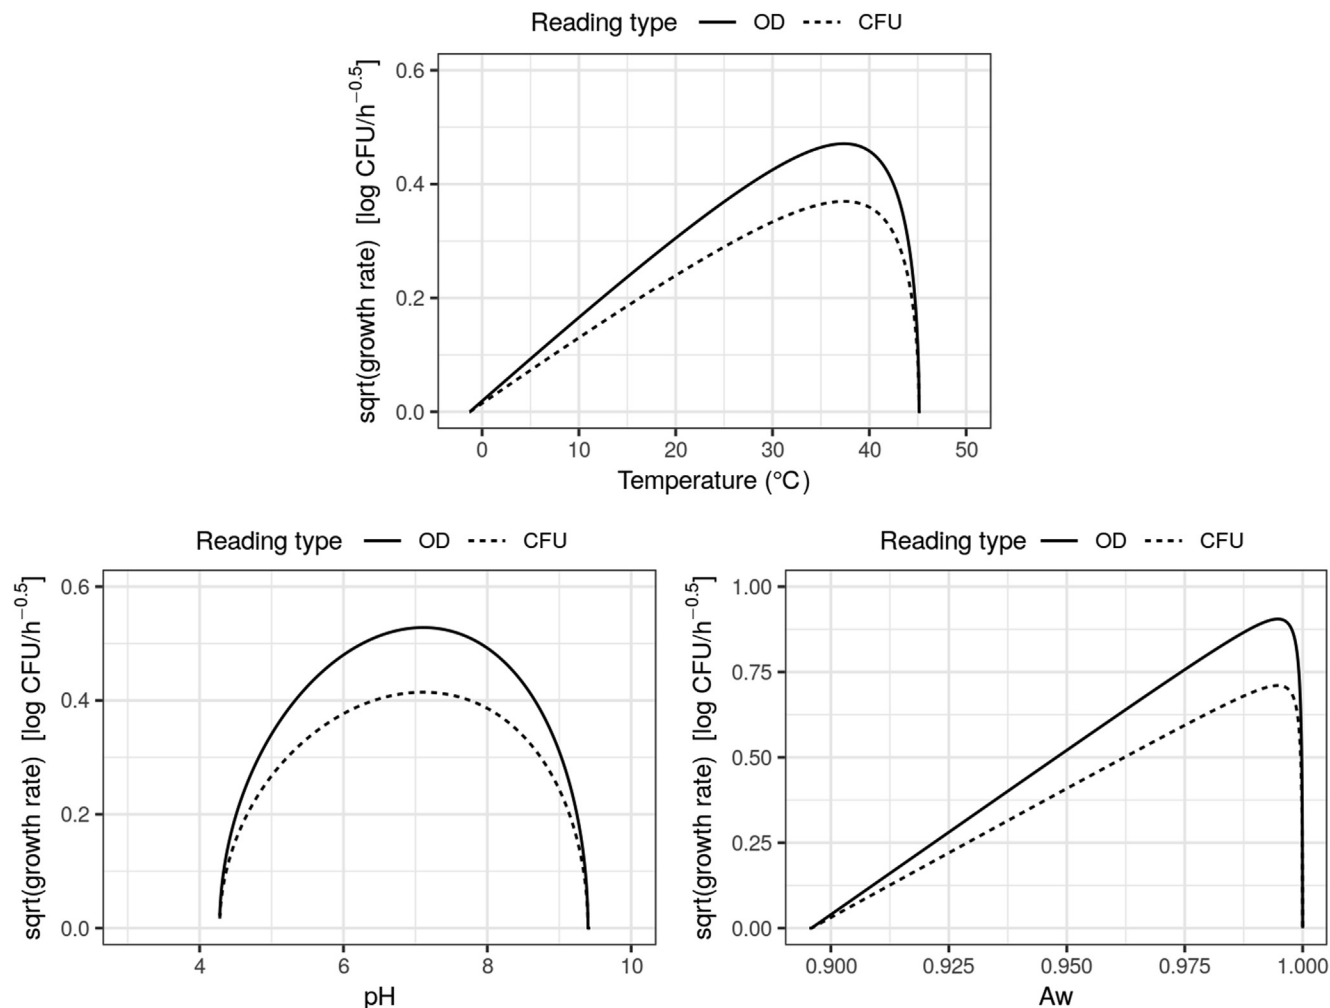 Reading type OD CFU
sqrt(growth rate) [log CFU/h−0.5]
0.6
0.4
0.2
0.0
0 10 20 30 40 50
Temperature (°C)
Reading type OD CFU
sqrt(growth rate) [log CFU/h−0.5]
0.6
0.4
0.2
0.0
4 6 8 10
pH
Reading type OD CFU
sqrt(growth rate) [log CFU/h−0.5]
1.00
0.75
0.50
0.25
0.00
0.900 0.925 0.950 0.975 1.000
Aw